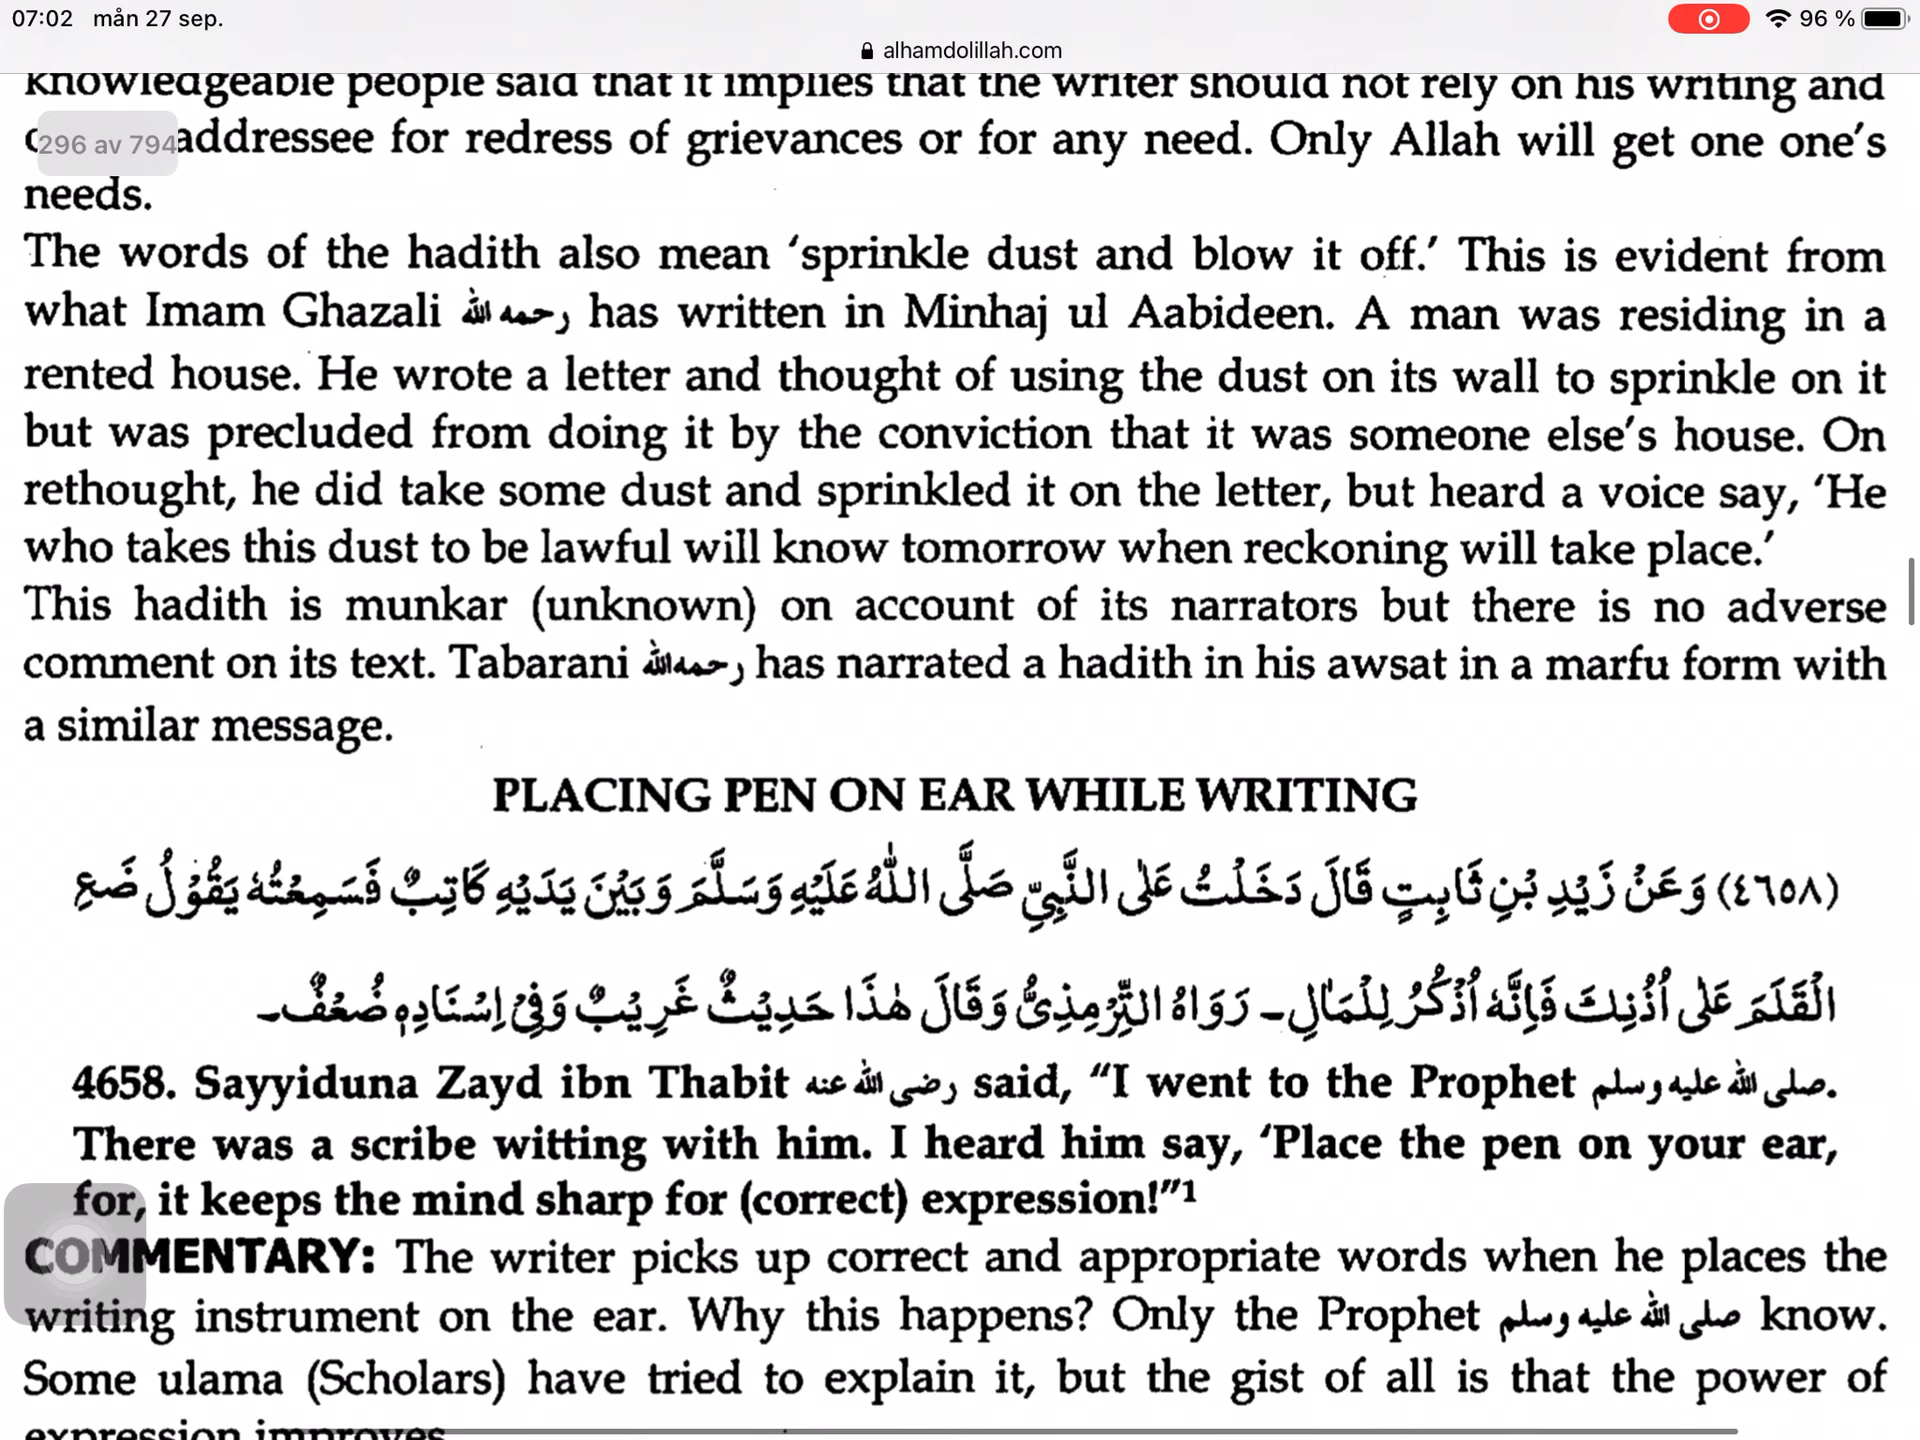 07:02 mån 27 sep.
96 %
alhamdolillah.com
knowledgeable people said that it implies that the writer should not rely on his writing and
296 av 794
addressee for redress of grievances or for any need. Only Allah will get one one's
needs.
The words of the hadith also mean 'sprinkle dust and blow it off.' This is evident from
what Imam Ghazali رحمه الله has written in Minhaj ul Aabideen. A man was residing in a
rented house. He wrote a letter and thought of using the dust on its wall to sprinkle on it
but was precluded from doing it by the conviction that it was someone else's house. On
rethought, he did take some dust and sprinkled it on the letter, but heard a voice say, 'He
who takes this dust to be lawful will know tomorrow when reckoning will take place.'
This hadith is munkar (unknown) on account of its narrators but there is no adverse
comment on its text. Tabarani رحمه الله has narrated a hadith in his awsat in a marfu form with
a similar message.
PLACING PEN ON EAR WHILE WRITING
(٤٦٥٨) وَعَنْ زَيْدِ بْنِ ثَابِتٍ قَالَ دَخَلْتُ عَلَى النَّبِيِّ صَلَّى اللّٰهُ عَلَيْهِ وَسَلَّمَ وَبَيْنَ يَدَيْهِ كَاتِبٌ فَسَمِعْتُهٗ يَقُوْلُ ضَعِ
الْقَلَمَ عَلٰى أُذُنِكَ فَإِنَّهٗ أَذْكُرُ لِلْمَاٰلِ۔ رَوَاهُ التِّرْمِذِىُّ وَقَالَ هٰذَا حَدِيْثٌ غَرِيْبٌ وَفِىْ اِسْنَادِهٖ ضُعْفٌ۔
4658. Sayyiduna Zayd ibn Thabit رضی الله عنه said, "I went to the Prophet صلی الله علیه وسلم.
There was a scribe witting with him. I heard him say, 'Place the pen on your ear,
for, it keeps the mind sharp for (correct) expression!"1
COMMENTARY: The writer picks up correct and appropriate words when he places the
writing instrument on the ear. Why this happens? Only the Prophet صلی الله علیه وسلم know.
Some ulama (Scholars) have tried to explain it, but the gist of all is that the power of
expression improves